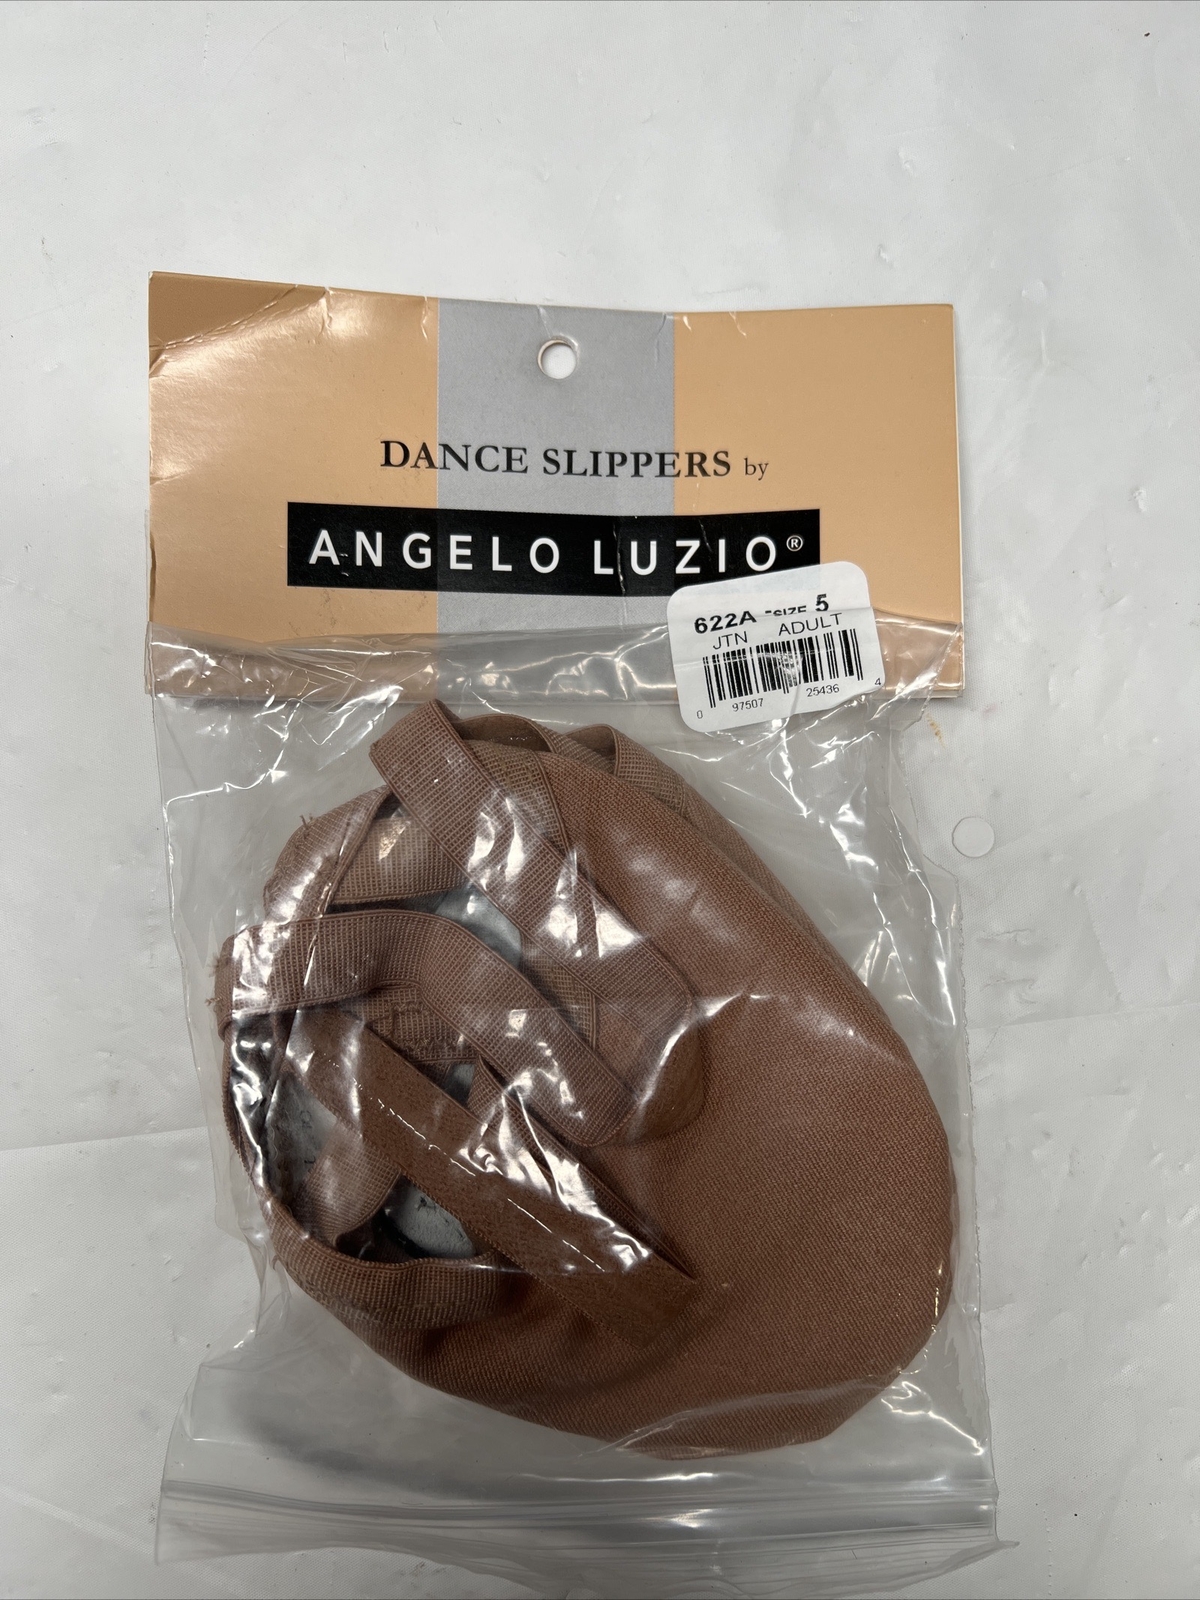 DANCE SLIPPERS by
ANGELO LUZIO®
622A -SIZE 5
JTN ADULT
0 97507 25436 4